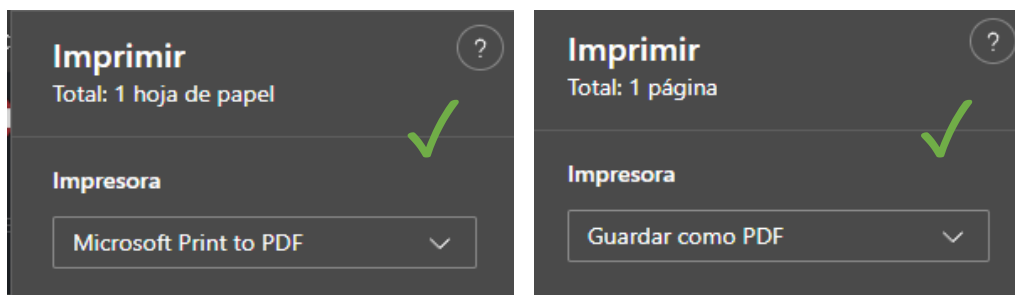 Imprimir
?
Total: 1 hoja de papel
Impresora
Microsoft Print to PDF
Imprimir
?
Total: 1 página
Impresora
Guardar como PDF